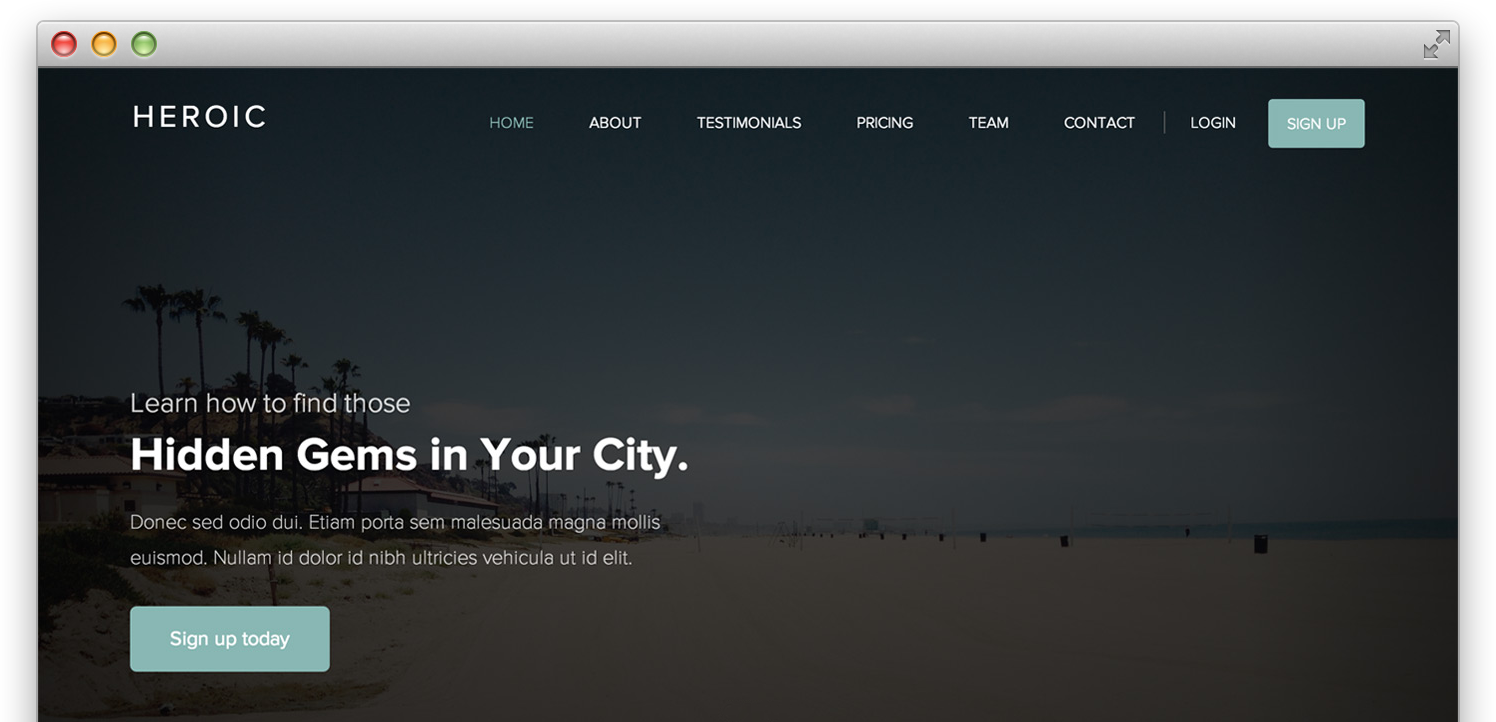 HEROIC
HOME ABOUT TESTIMONIALS PRICING TEAM CONTACT LOGIN SIGN UP
Learn how to find those
Hidden Gems in Your City.
Donec sed odio dui. Etiam porta sem malesuada magna mollis
euismod. Nullam id dolor id nibh ultricies vehicula ut id elit.
Sign up today